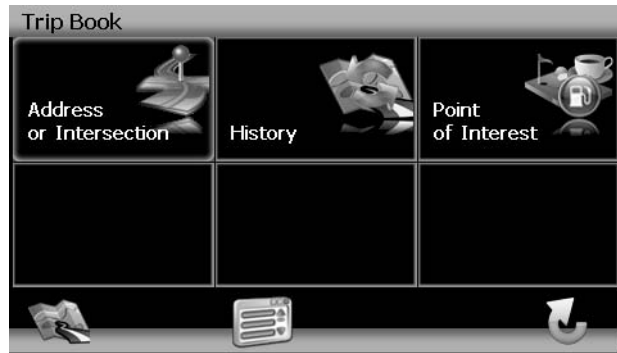 Trip Book
Address
or Intersection
History
Point
of Interest